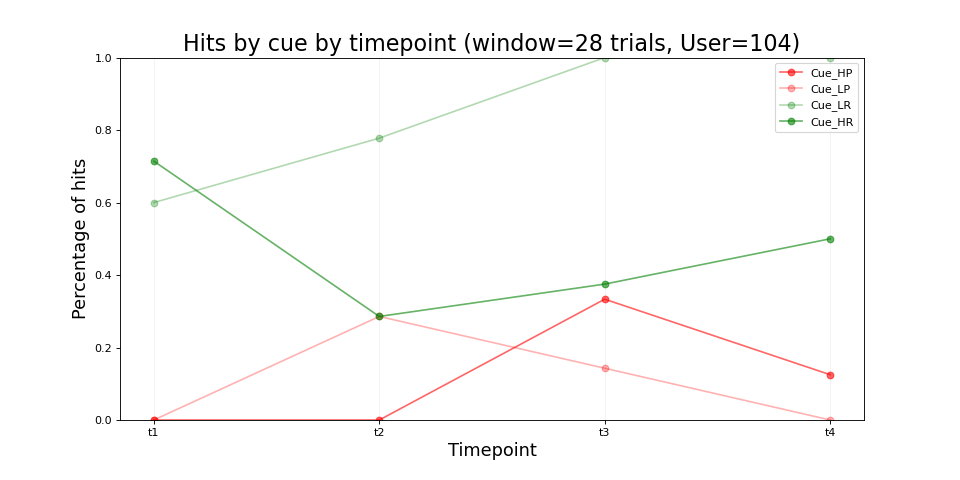 Hits by cue by timepoint (window=28 trials, User=104)
Percentage of hits
1.0
0.8
0.6
0.4
0.2
0.0
Cue_HP
Cue_LP
Cue_LR
Cue_HR
t1
t2
t3
t4
Timepoint